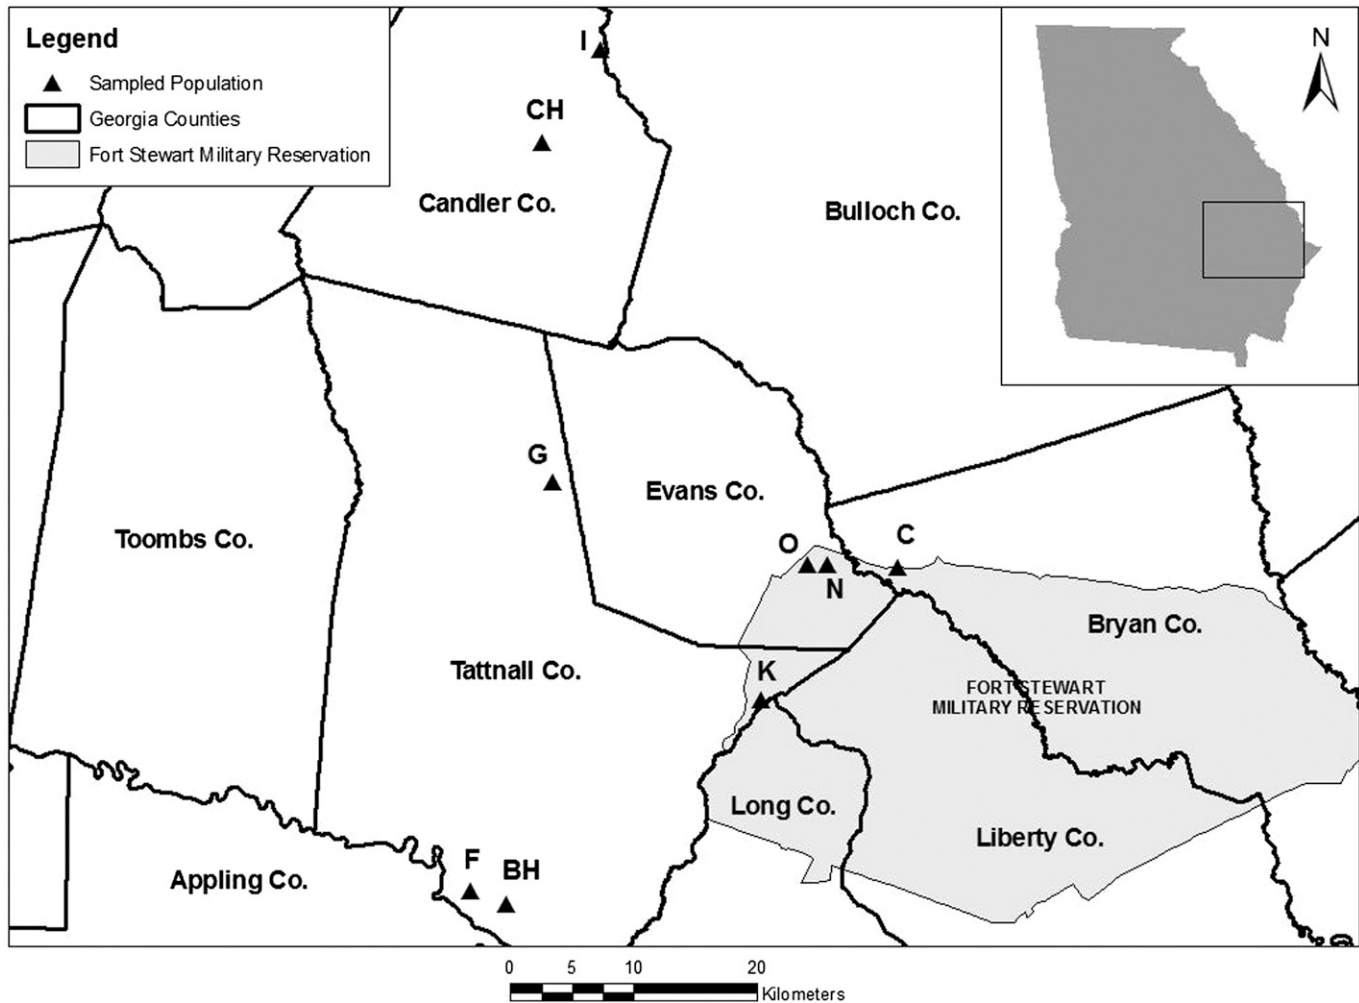 Legend
Sampled Population
Georgia Counties
Fort Stewart Military Reservation
I
N
CH
Candler Co.
Bulloch Co.
G
Evans Co.
Toombs Co.
O
C
N
Bryan Co.
Tattnall Co.
K
FORT STEWART
MILITARY RESERVATION
Long Co.
Liberty Co.
F
BH
Appling Co.
0 5 10 20
Kilometers